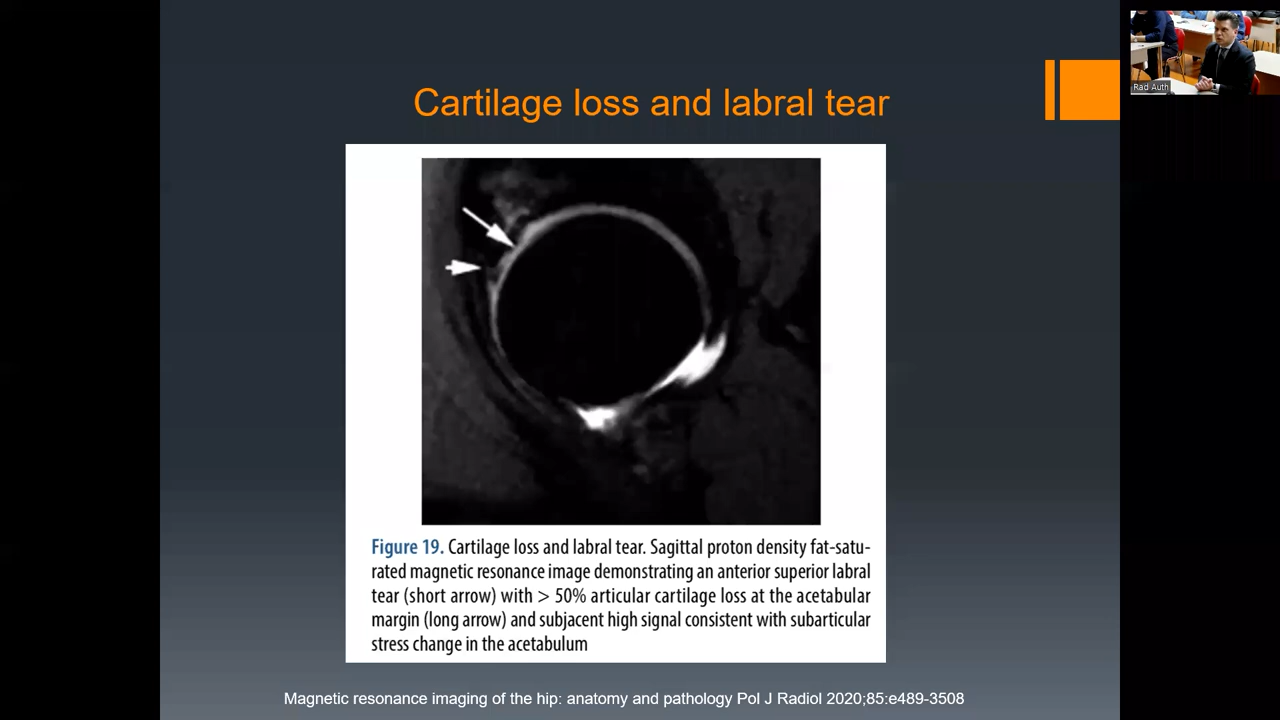 Cartilage loss and labral tear
Rad Auth
Figure 19. Cartilage loss and labral tear. Sagittal proton density fat-satu-
rated magnetic resonance image demonstrating an anterior superior labral
tear (short arrow) with > 50% articular cartilage loss at the acetabular
margin (long arrow) and subjacent high signal consistent with subarticular
stress change in the acetabulum
Magnetic resonance imaging of the hip: anatomy and pathology Pol J Radiol 2020;85:e489-3508